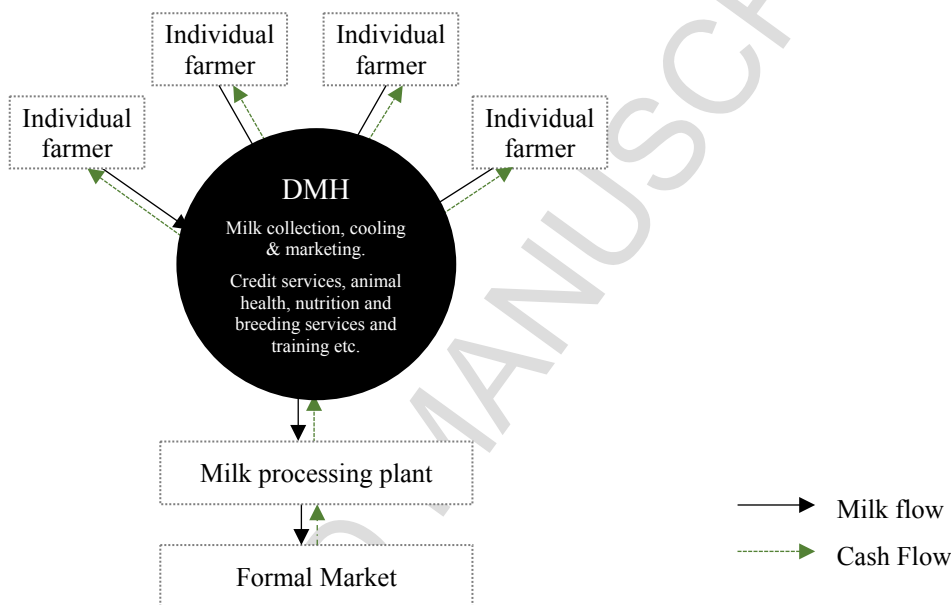 Individual
farmer
Individual
farmer
Individual
farmer
Individual
farmer
DMH
Milk collection, cooling
& marketing.
Credit services, animal
health, nutrition and
breeding services and
training etc.
Milk processing plant
Formal Market
Milk flow
Cash Flow
MANUSCR